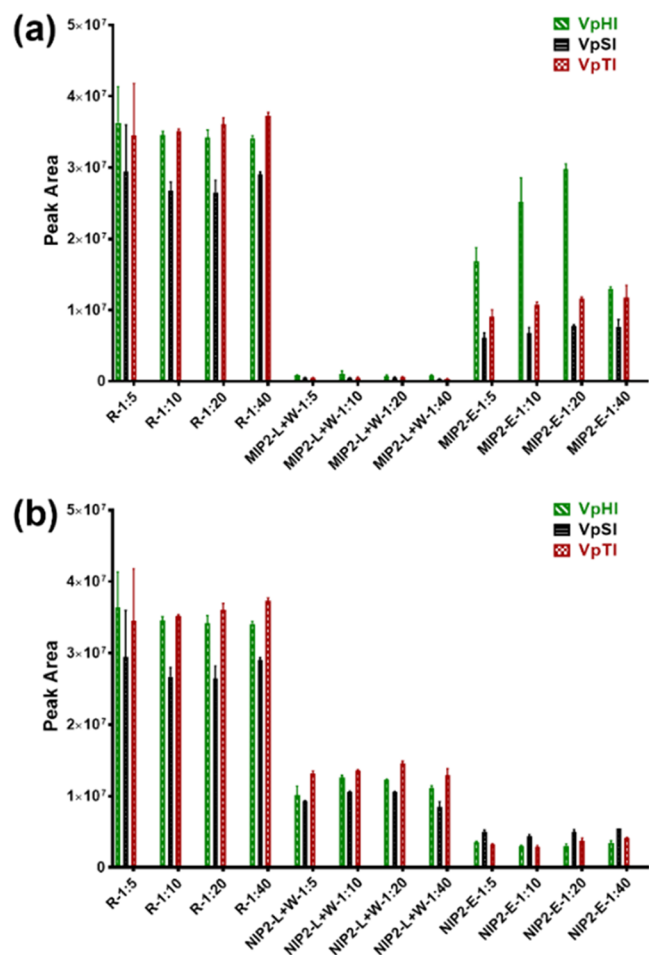 (a)
VpHI
VpSI
VpTI
Peak Area
5×10⁷
4×10⁷
3×10⁷
2×10⁷
1×10⁷
0
R-1:5
R-1:10
R-1:20
R-1:40
MIP2-L+W-1:5
MIP2-L+W-1:10
MIP2-L+W-1:20
MIP2-L+W-1:40
MIP2-E-1:5
MIP2-E-1:10
MIP2-E-1:20
MIP2-E-1:40
(b)
VpHI
VpSI
VpTI
Peak Area
5×10⁷
4×10⁷
3×10⁷
2×10⁷
1×10⁷
0
R-1:5
R-1:10
R-1:20
R-1:40
NIP2-L+W-1:5
NIP2-L+W-1:10
NIP2-L+W-1:20
NIP2-L+W-1:40
NIP2-E-1:5
NIP2-E-1:10
NIP2-E-1:20
NIP2-E-1:40